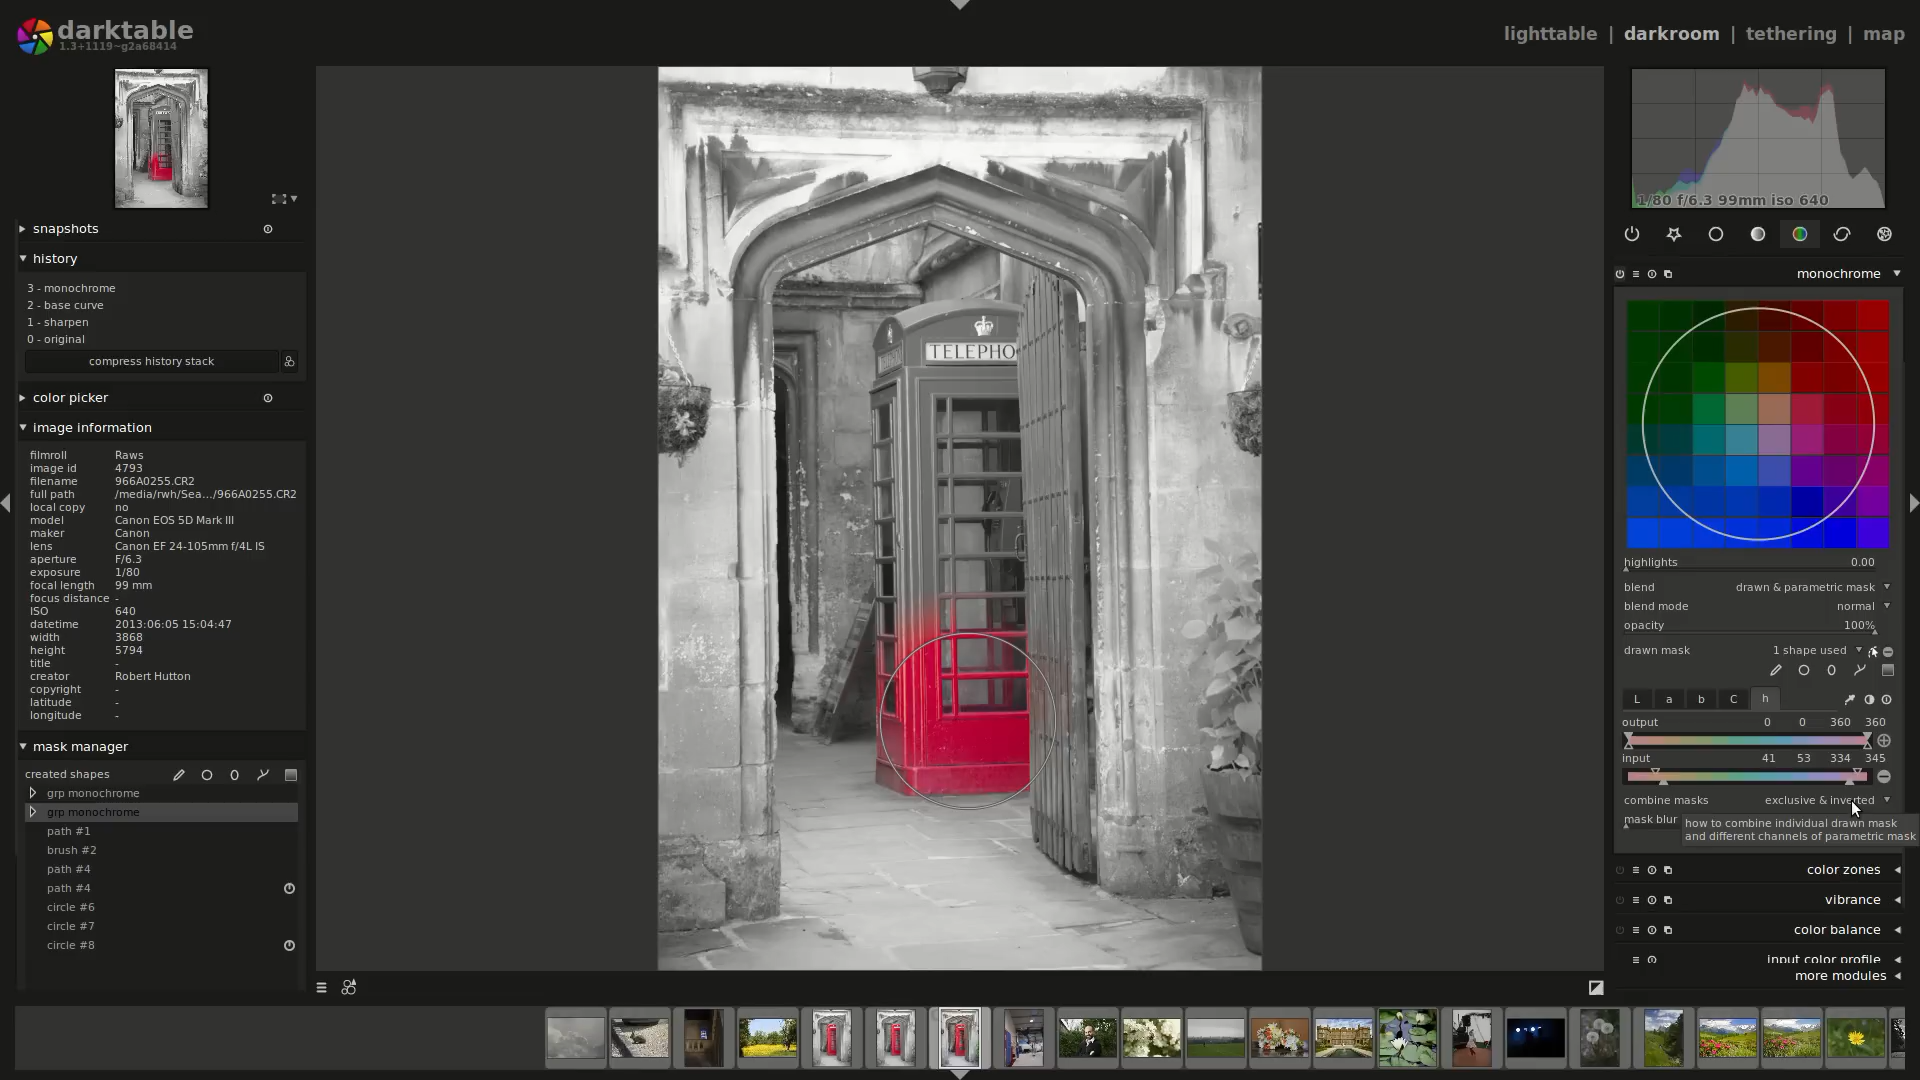 darktable
1.3+1119~g2a68414
lighttable | darkroom | tethering | map
1/80 f/6.3 99mm iso 640
snapshots
history
3 - monochrome
2 - base curve
1 - sharpen
0 - original
compress history stack
color picker
image information
filmroll Raws
image id 4793
filename 966A0255.CR2
full path /media/rwh/Sea.../966A0255.CR2
local copy no
model Canon EOS 5D Mark III
maker Canon
lens Canon EF 24-105mm f/4L IS
aperture F/6.3
exposure 1/80
focal length 99 mm
focus distance -
ISO 640
datetime 2013:06:05 15:04:47
width 3868
height 5794
title -
creator Robert Hutton
copyright -
latitude -
longitude -
mask manager
created shapes
grp monochrome
grp monochrome
path #1
brush #2
path #4
path #4
circle #6
circle #7
circle #8
TELEPHO
monochrome
highlights 0.00
blend drawn & parametric mask
blend mode normal
opacity 100%
drawn mask 1 shape used
L a b C h
output 0 0 360 360
input 41 53 334 345
combine masks exclusive & inverted
mask blur
how to combine individual drawn mask
and different channels of parametric mask
color zones
vibrance
color balance
input color profile
more modules